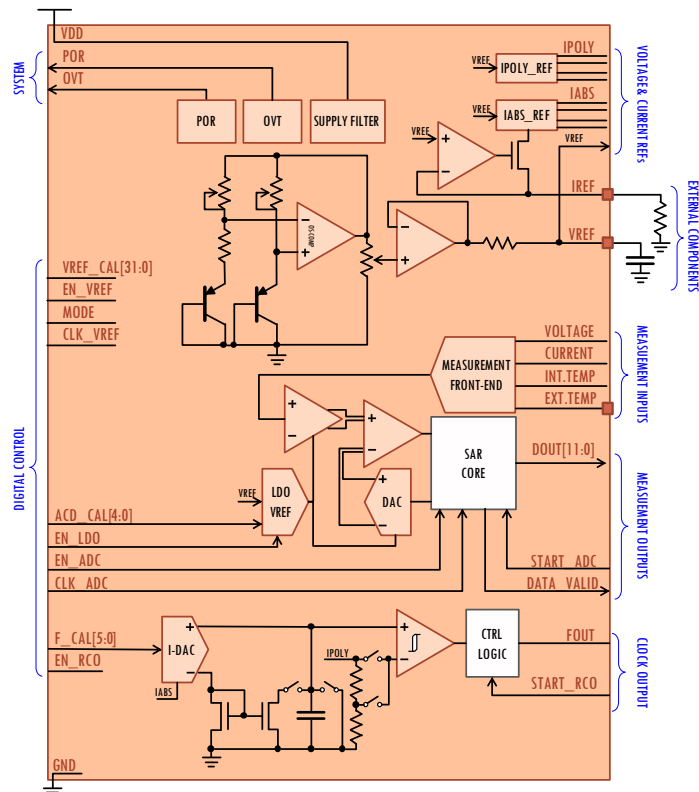 VDD
POR
OVT
SYSTEM
POR
OVT
SUPPLY FILTER
IPOLY
VREF
IPOLY_REF
IABS
VREF
IABS_REF
VREF
VREF
VOLTAGE& CURRENT REFs
IREF
VREF
EXTERNAL COMPONENTS
VREF_CAL[31:0]
EN_VREF
MODE
CLK_VREF
DIGITAL CONTROL
MEASUREMENT
FRONT-END
VOLTAGE
CURRENT
INT.TEMP
EXT.TEMP
MEASUEMENT INPUTS
SAR
CORE
DOUT[11:0]
LDO
VREF
VREF
DAC
ACD_CAL[4:0]
EN_LDO
EN_ADC
CLK_ADC
START_ADC
DATA_VALID
MEASUEMENT OUTPUTS
F_CAL[5:0]
EN_RCO
I-DAC
IABS
IPOLY
CTRL
LOGIC
FOUT
START_RCO
CLOCK OUTPUT
GND